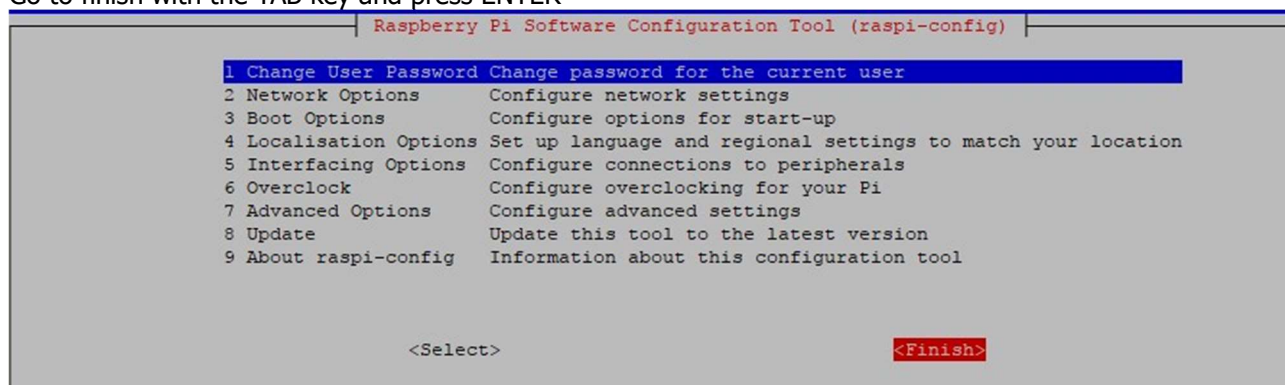 Go to finish with the TAB key and press ENTER
Raspberry Pi Software Configuration Tool (raspi-config)
1 Change User Password Change password for the current user
2 Network Options Configure network settings
3 Boot Options Configure options for start-up
4 Localisation Options Set up language and regional settings to match your location
5 Interfacing Options Configure connections to peripherals
6 Overclock Configure overclocking for your Pi
7 Advanced Options Configure advanced settings
8 Update Update this tool to the latest version
9 About raspi-config Information about this configuration tool
<Select> <Finish>